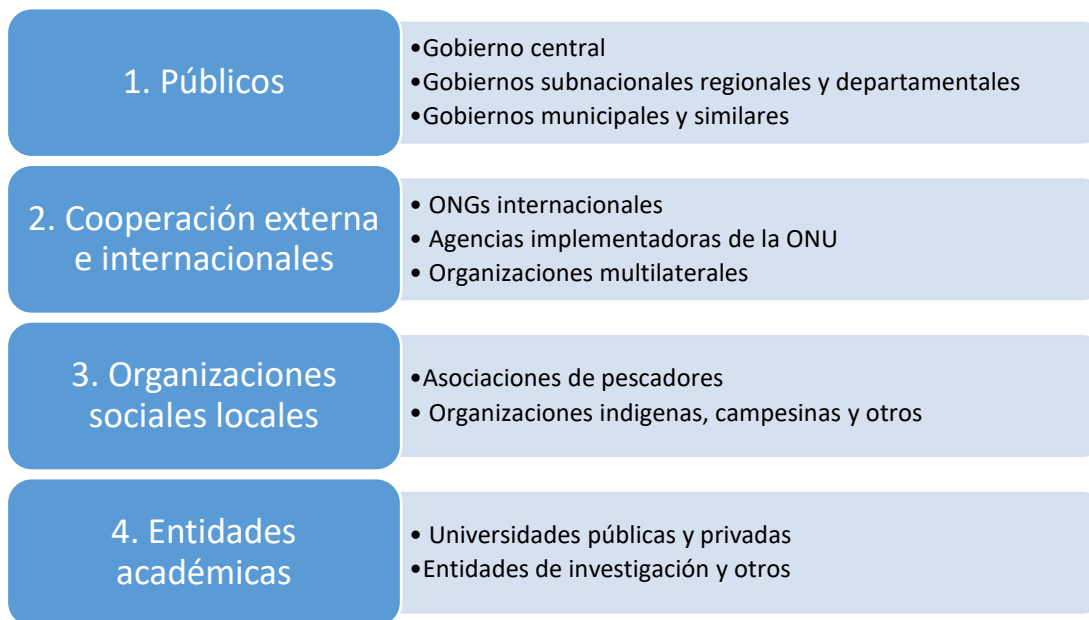 1. Públicos
•Gobierno central
•Gobiernos subnacionales regionales y departamentales
•Gobiernos municipales y similares
2. Cooperación externa
e internacionales
• ONGs internacionales
• Agencias implementadoras de la ONU
• Organizaciones multilaterales
3. Organizaciones
sociales locales
•Asociaciones de pescadores
• Organizaciones indigenas, campesinas y otros
4. Entidades
académicas
• Universidades públicas y privadas
•Entidades de investigación y otros